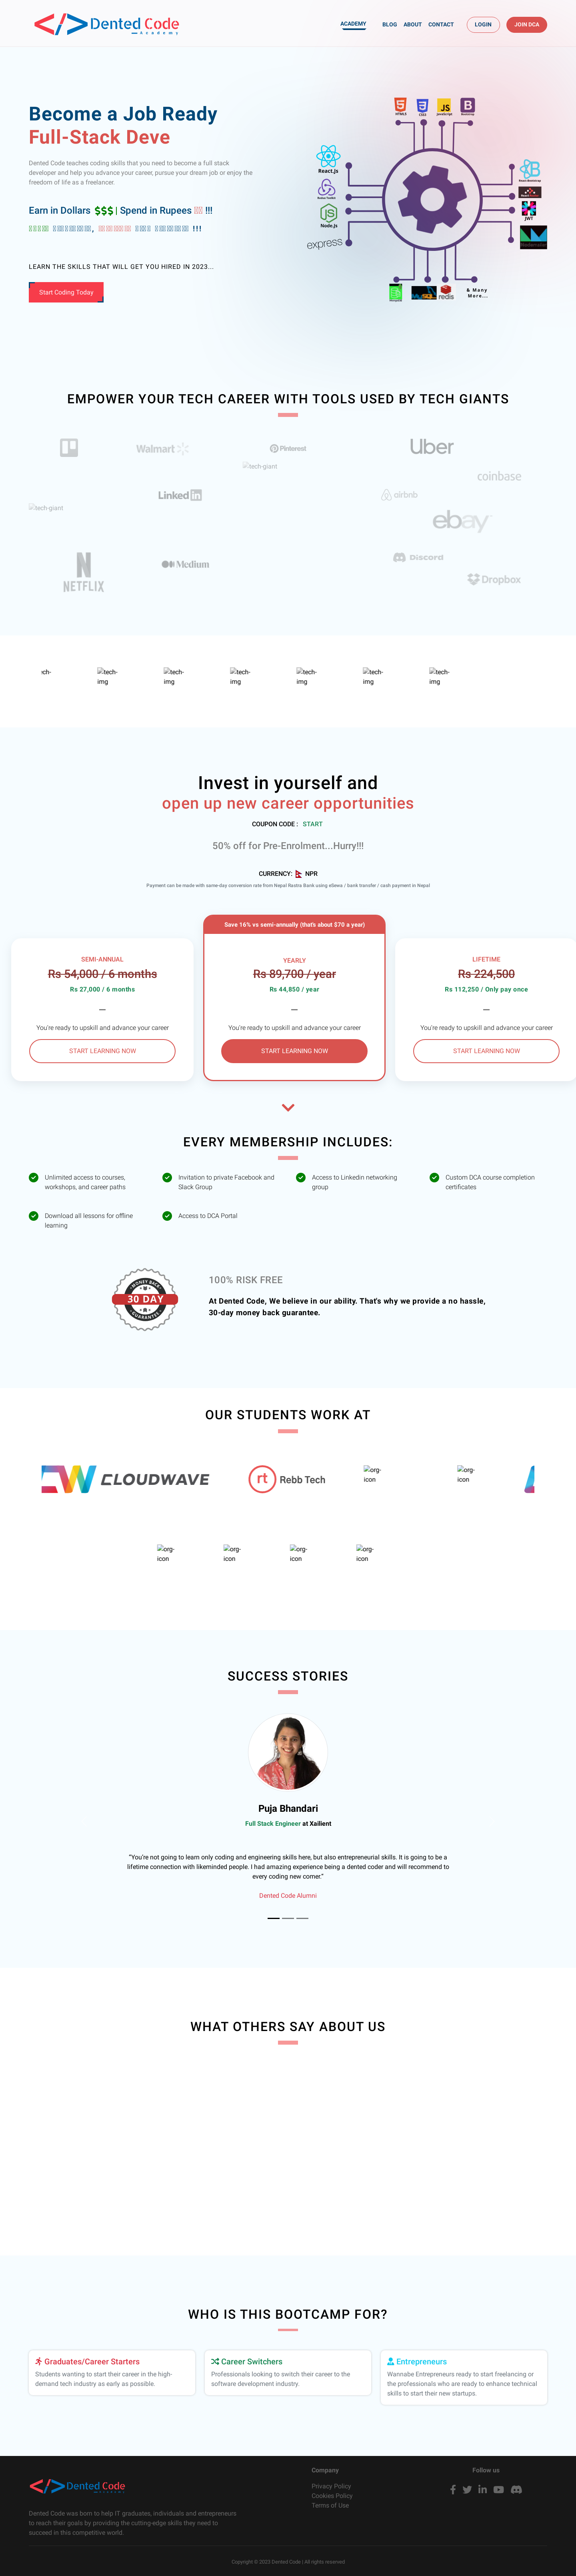 Dented Code
Academy
ACADEMY
BLOG
ABOUT
CONTACT
LOGIN
JOIN DCA
Become a Job Ready
Full-Stack Deve
Dented Code teaches coding skills that you need to become a full stack
developer and help you advance your career, pursue your dream job or enjoy the
freedom of life as a freelancer.
Earn in Dollars $$$ | Spend in Rupees !!!
LEARN THE SKILLS THAT WILL GET YOU HIRED IN 2023...
Start Coding Today
HTML5
CSS
JavaScript
Bootstrap
React.Js
Redux Toolkit
Node.Js
express
React-Bootstrap
JWT
redis
& Many
More...
EMPOWER YOUR TECH CAREER WITH TOOLS USED BY TECH GIANTS
Walmart
Pinterest
Uber
tech-giant
coinbase
Linked in
airbnb
tech-giant
ebay
NETFLIX
Medium
Discord
Dropbox
tech-
img
tech-
img
tech-
img
tech-
img
tech-
img
tech-
img
Invest in yourself and
open up new career opportunities
COUPON CODE : START
50% off for Pre-Enrolment...Hurry!!!
CURRENCY: NPR
Payment can be made with same-day conversion rate from Nepal Rastra Bank using eSewa / bank transfer / cash payment in Nepal
Save 16% vs semi-annually (that's about $70 a year)
SEMI-ANNUAL
Rs 54,000 / 6 months
Rs 27,000 / 6 months
You're ready to upskill and advance your career
START LEARNING NOW
YEARLY
Rs 89,700 / year
Rs 44,850 / year
You're ready to upskill and advance your career
START LEARNING NOW
LIFETIME
Rs 224,500
Rs 112,250 / Only pay once
You're ready to upskill and advance your career
START LEARNING NOW
EVERY MEMBERSHIP INCLUDES:
Unlimited access to courses,
workshops, and career paths
Invitation to private Facebook and
Slack Group
Access to Linkedin networking
group
Custom DCA course completion
certificates
Download all lessons for offline
learning
Access to DCA Portal
MONEY BACK
30 DAY
GUARANTEE
100% RISK FREE
At Dented Code, We believe in our ability. That's why we provide a no hassle,
30-day money back guarantee.
OUR STUDENTS WORK AT
CLOUDWAVE
rt Rebb Tech
org-
icon
org-
icon
org-
icon
org-
icon
org-
icon
org-
icon
SUCCESS STORIES
Puja Bhandari
Full Stack Engineer at Xailient
"You're not going to learn only coding and engineering skills here, but also entrepreneurial skills. It is going to be a
lifetime connection with likeminded people. I had amazing experience being a dented coder and will recommend to
every coding new comer."
Dented Code Alumni
WHAT OTHERS SAY ABOUT US
WHO IS THIS BOOTCAMP FOR?
Graduates/Career Starters
Students wanting to start their career in the high-
demand tech industry as early as possible.
Career Switchers
Professionals looking to switch their career to the
software development industry.
Entrepreneurs
Wannabe Entrepreneurs ready to start freelancing or
the professionals who are ready to enhance technical
skills to start their new startups.
Dented Code
Dented Code was born to help IT graduates, individuals and entrepreneurs
to reach their goals by providing the cutting-edge skills they need to
succeed in this competitive world.
Company
Privacy Policy
Cookies Policy
Terms of Use
Follow us
Copyright © 2023 Dented Code | All rights reserved.